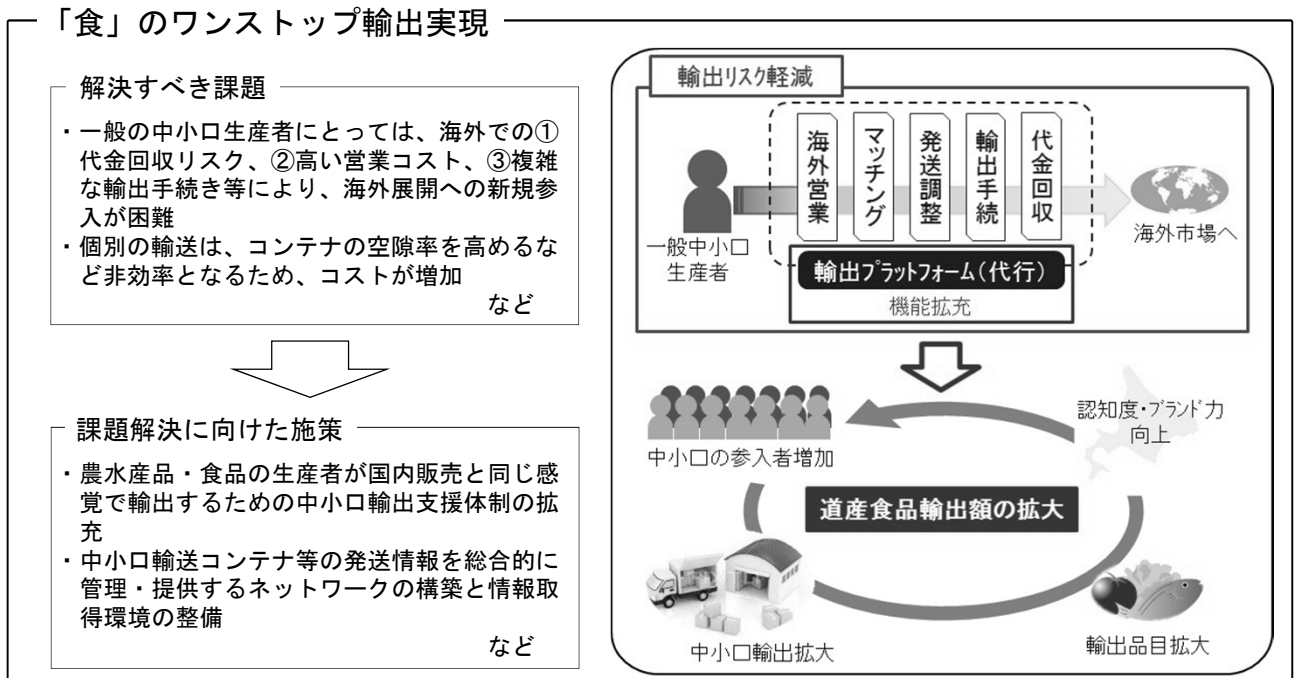 「食」のワンストップ輸出実現
解決すべき課題
・一般の中小口生産者にとっては、海外での①
代金回収リスク、②高い営業コスト、③複雑
な輸出手続き等により、海外展開への新規参
入が困難
・個別の輸送は、コンテナの空隙率を高めるな
ど非効率となるため、コストが増加
など
課題解決に向けた施策
・農水産品・食品の生産者が国内販売と同じ感
覚で輸出するための中小口輸出支援体制の拡
充
・中小口輸送コンテナ等の発送情報を総合的に
管理・提供するネットワークの構築と情報取
得環境の整備
など
輸出リスク軽減
一般中小口
生産者
海外営業
マッチング
発送調整
輸出手続
代金回収
海外市場へ
輸出プラットフォーム（代行）
機能拡充
中小口の参入者増加
認知度・ブランド力
向上
道産食品輸出額の拡大
中小口輸出拡大
輸出品目拡大